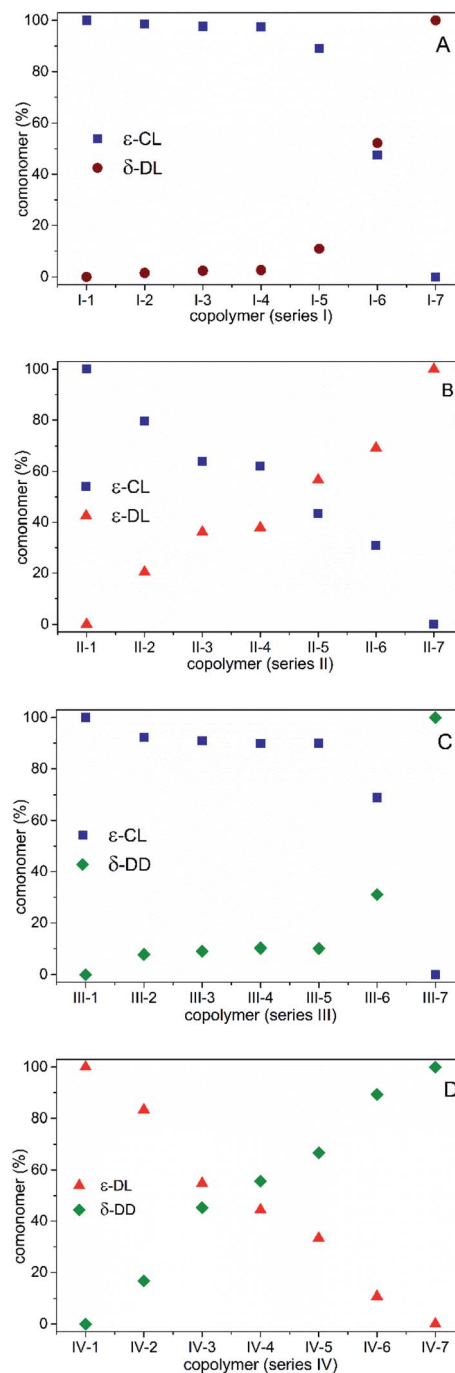 A
100
80
60
40
20
0
comonomer (%)
ε-CL
δ-DL
I-1 I-2 I-3 I-4 I-5 I-6 I-7
copolymer (series I)
B
100
80
60
40
20
0
comonomer (%)
ε-CL
ε-DL
II-1 II-2 II-3 II-4 II-5 II-6 II-7
copolymer (series II)
C
100
80
60
40
20
0
comonomer (%)
ε-CL
δ-DD
III-1 III-2 III-3 III-4 III-5 III-6 III-7
copolymer (series III)
D
100
80
60
40
20
0
comonomer (%)
ε-DL
δ-DD
IV-1 IV-2 IV-3 IV-4 IV-5 IV-6 IV-7
copolymer (series IV)